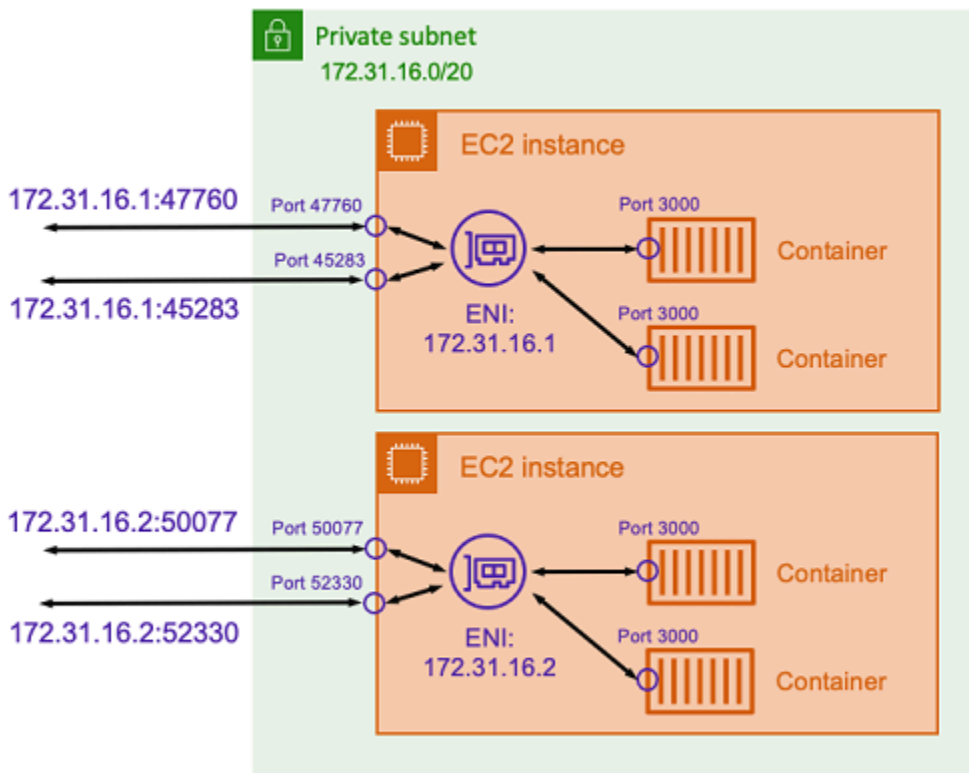 Private subnet
172.31.16.0/20
EC2 instance
172.31.16.1:47760
Port 47760
Port 3000
Container
Port 45283
172.31.16.1:45283
ENI:
172.31.16.1
Port 3000
Container
EC2 instance
172.31.16.2:50077
Port 50077
Port 3000
Container
Port 52330
172.31.16.2:52330
ENI:
172.31.16.2
Port 3000
Container